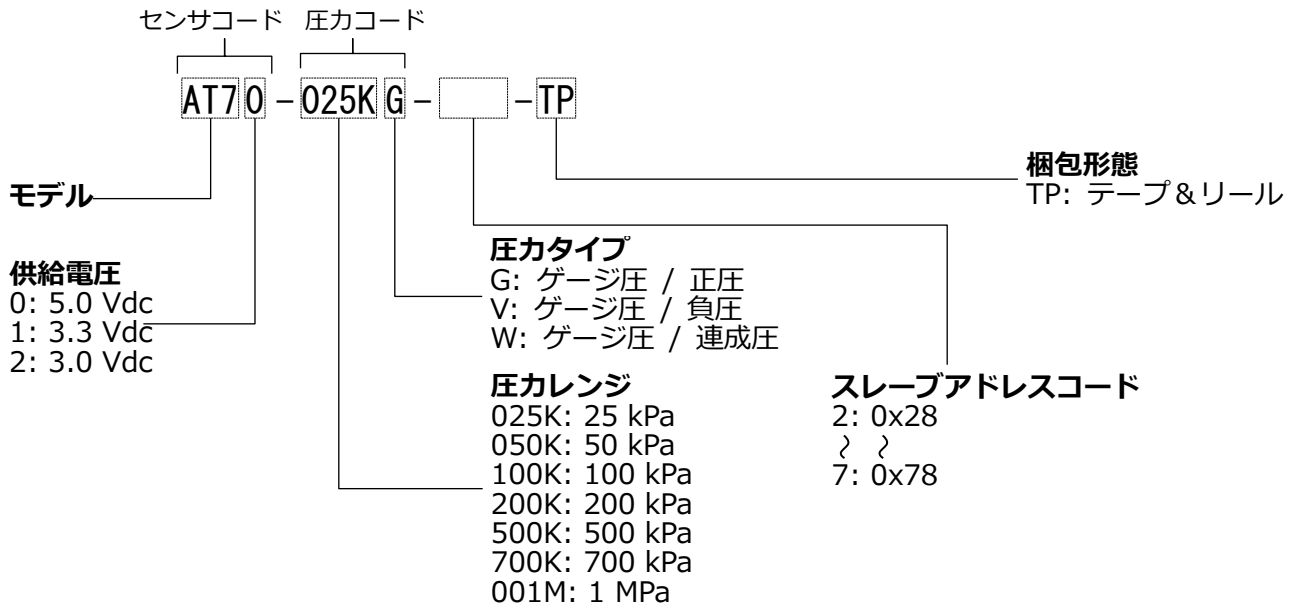 センサコード 圧力コード
AT70-025KG- -TP
梱包形態
TP: テープ&リール
モデル
供給電圧
0: 5.0 Vdc
1: 3.3 Vdc
2: 3.0 Vdc
圧力タイプ
G: ゲージ圧 / 正圧
V: ゲージ圧 / 負圧
W: ゲージ圧 / 連成圧
圧力レンジ
025K: 25 kPa
050K: 50 kPa
100K: 100 kPa
200K: 200 kPa
500K: 500 kPa
700K: 700 kPa
001M: 1 MPa
スレーブアドレスコード
2: 0x28
〜 〜
7: 0x78